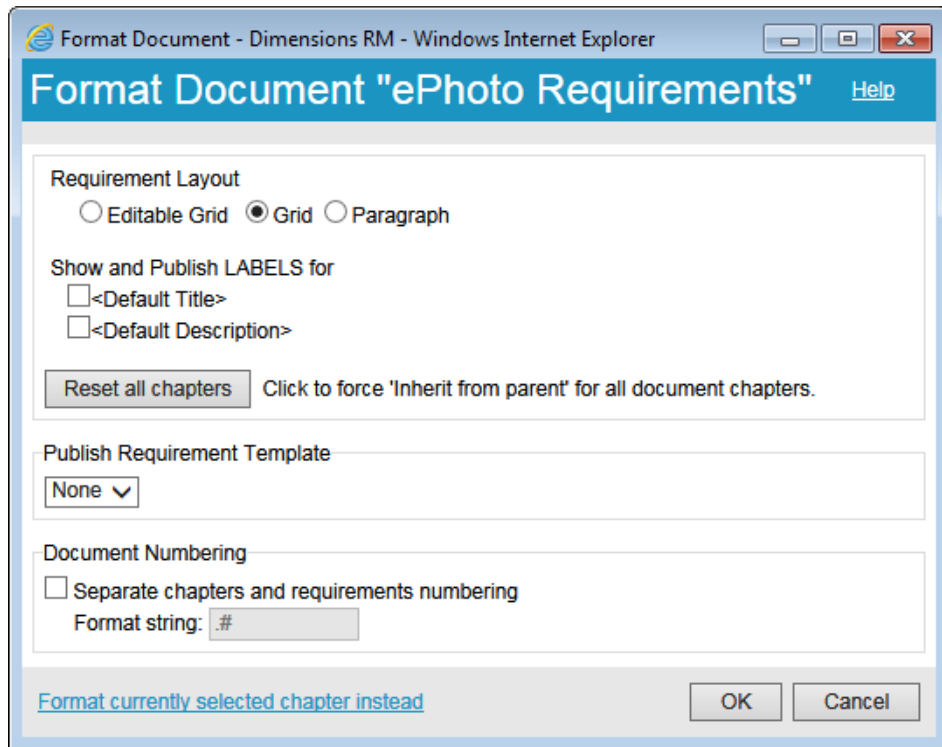 Format Document - Dimensions RM - Windows Internet Explorer
Format Document "ePhoto Requirements" Help
Requirement Layout
Editable Grid Grid Paragraph
Show and Publish LABELS for
<Default Title>
<Default Description>
Reset all chapters Click to force 'Inherit from parent' for all document chapters.
Publish Requirement Template
None
Document Numbering
Separate chapters and requirements numbering
Format string: .#
Format currently selected chapter instead OK Cancel